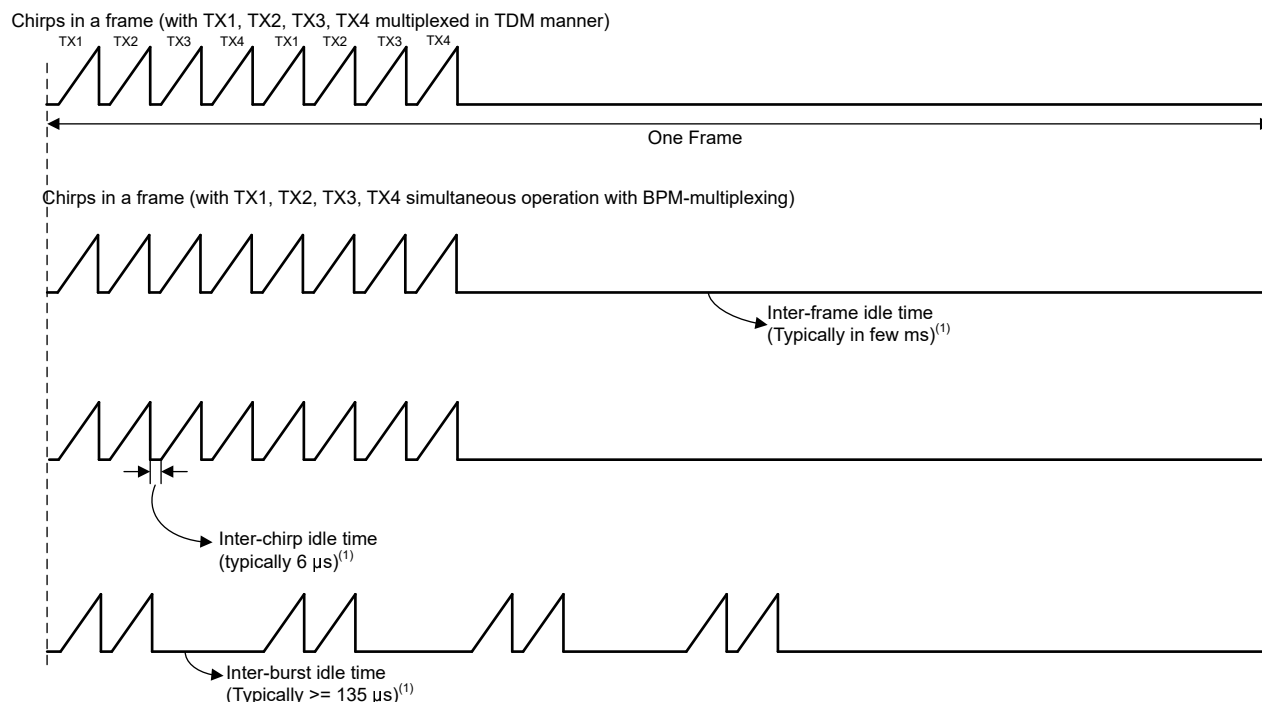 Chirps in a frame (with TX1, TX2, TX3, TX4 multiplexed in TDM manner)
TX1 TX2 TX3 TX4 TX1 TX2 TX3 TX4
One Frame
Chirps in a frame (with TX1, TX2, TX3, TX4 simultaneous operation with BPM-multiplexing)
Inter-frame idle time
(Typically in few ms)(1)
Inter-chirp idle time
(typically 6 µs)(1)
Inter-burst idle time
(Typically >= 135 µs)(1)